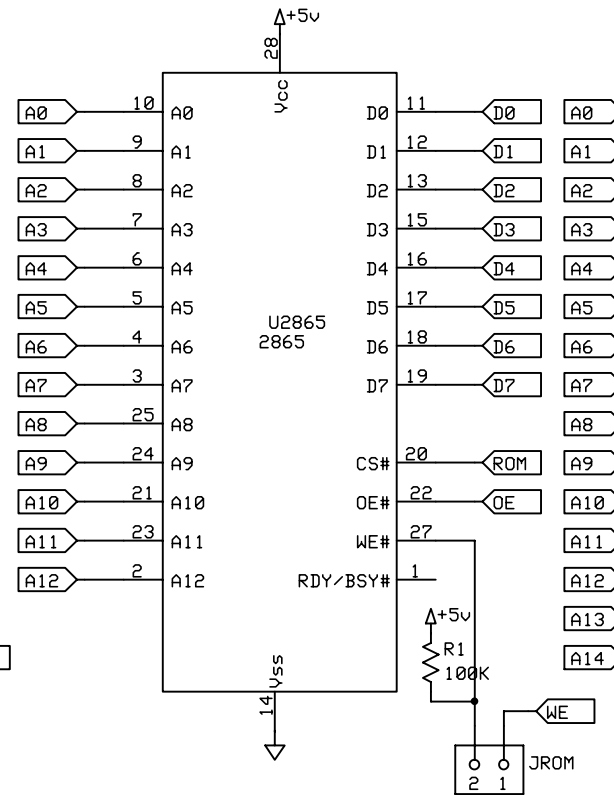 +5v
28
Vcc
A0 10 A0 D0 11 D0 A0
A1 9 A1 D1 12 D1 A1
A2 8 A2 D2 13 D2 A2
A3 7 A3 D3 15 D3 A3
A4 6 A4 D4 16 D4 A4
A5 5 A5 D5 17 D5 A5
U2865
2865
A6 4 A6 D6 18 D6 A6
A7 3 A7 D7 19 D7 A7
A8 25 A8 A8
A9 24 A9 CS# 20 ROM A9
A10 21 A10 OE# 22 OE A10
A11 23 A11 WE# 27 A11
A12 2 A12 RDY/BSY# 1 A12
+5v A13
R1
100K
A14
Vss
14
WE
JROM
2 1